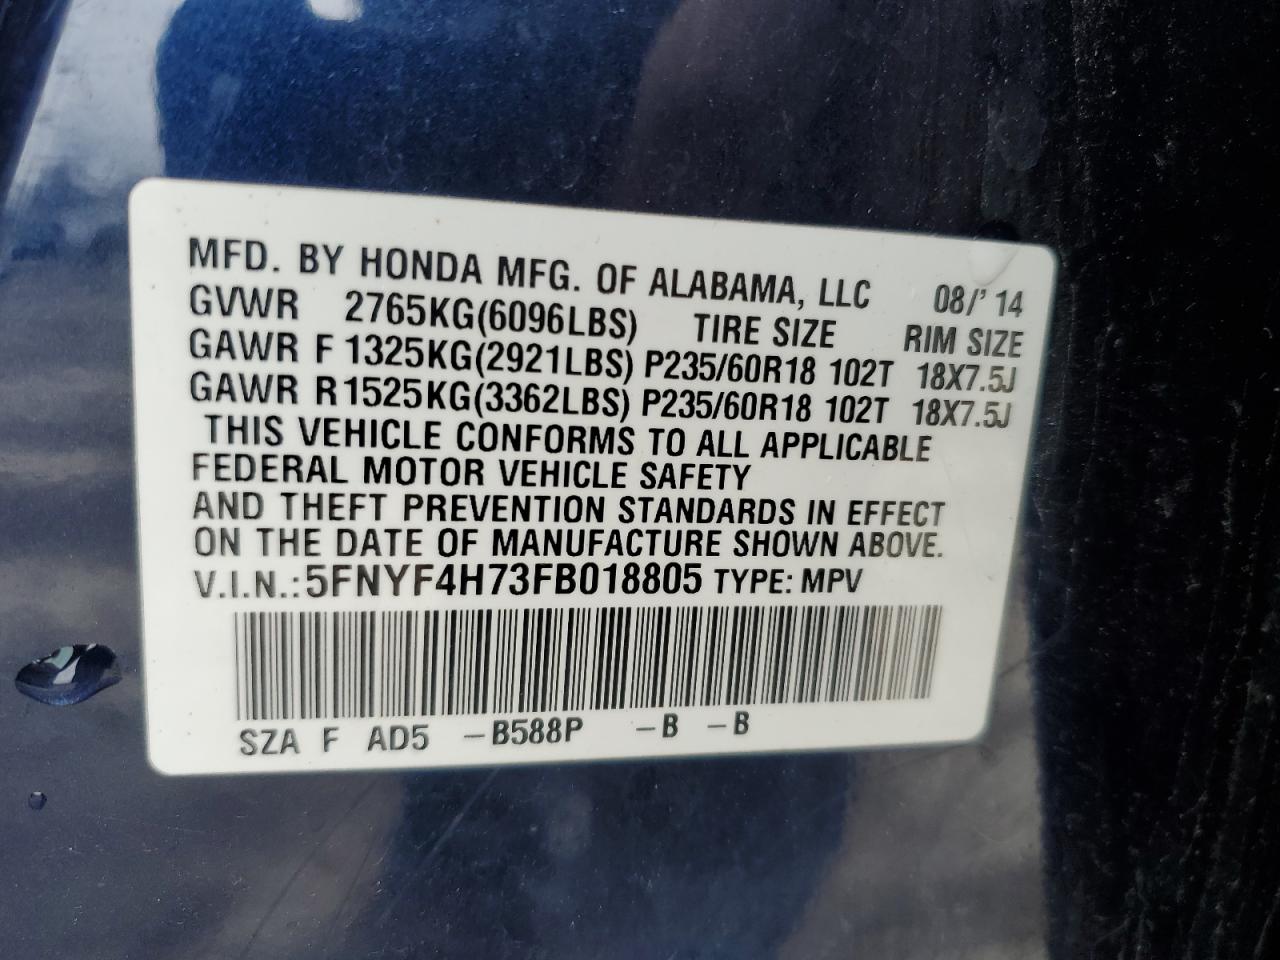 MFD. BY HONDA MFG. OF ALABAMA, LLC 08/'14
GVWR 2765KG(6096LBS) TIRE SIZE RIM SIZE
GAWR F 1325KG(2921LBS) P235/60R18 102T 18X7.5J
GAWR R1525KG(3362LBS) P235/60R18 102T 18X7.5J
THIS VEHICLE CONFORMS TO ALL APPLICABLE
FEDERAL MOTOR VEHICLE SAFETY
AND THEFT PREVENTION STANDARDS IN EFFECT
ON THE DATE OF MANUFACTURE SHOWN ABOVE.
V.I.N.:5FNYF4H73FB018805 TYPE: MPV
SZA F AD5 -B588P -B -B